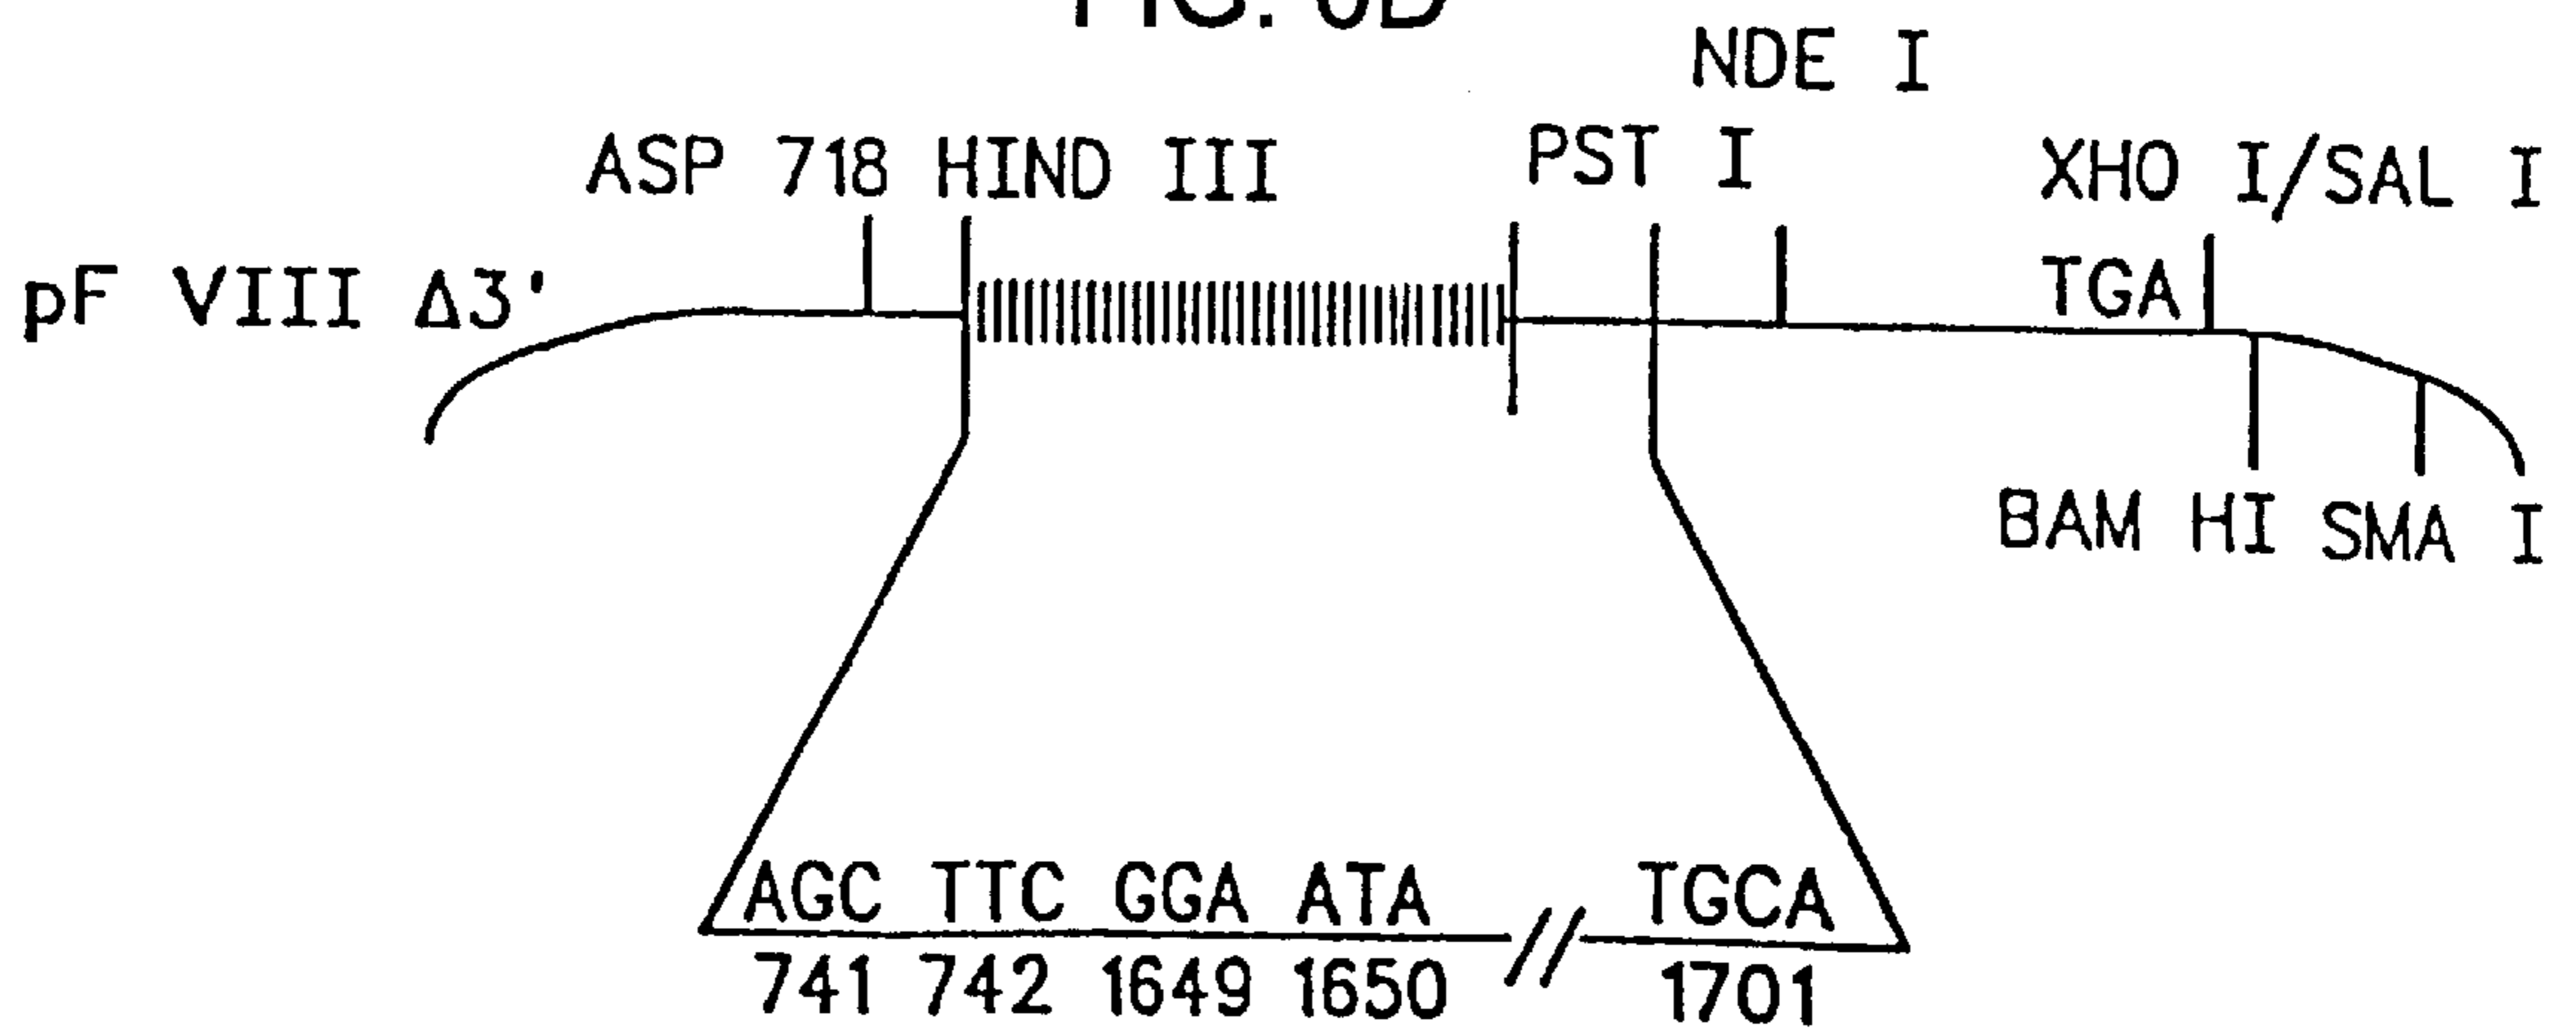 NDE I
ASP 718 HIND III PST I XHO I/SAL I
pF VIII Δ3' TGA
BAM HI SMA I
AGC TTC GGA ATA // TGCA
741 742 1649 1650 1701